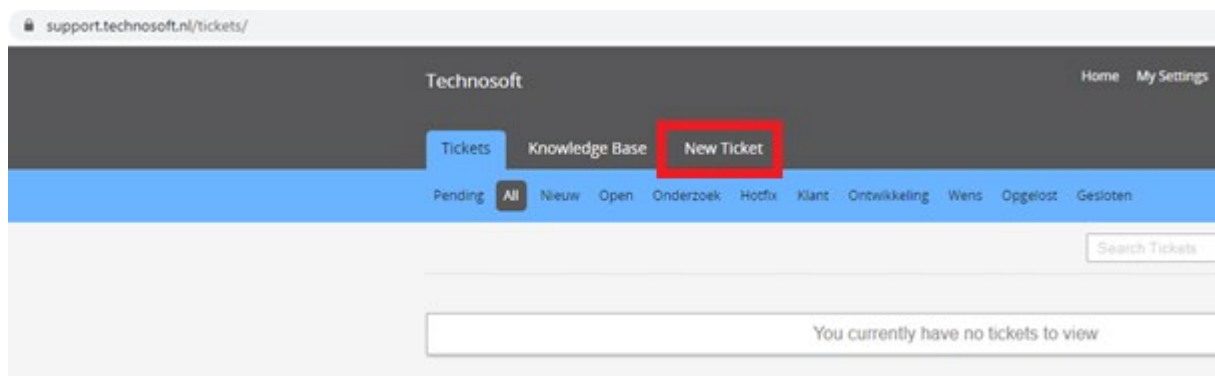 support.technosoft.nl/tickets/
Technosoft
Home My Settings
Tickets Knowledge Base New Ticket
Pending All Nieuw Open Onderzoek Hotfix Klant Ontwikkeling Wens Opgelost Gesloten
Search Tickets
You currently have no tickets to view